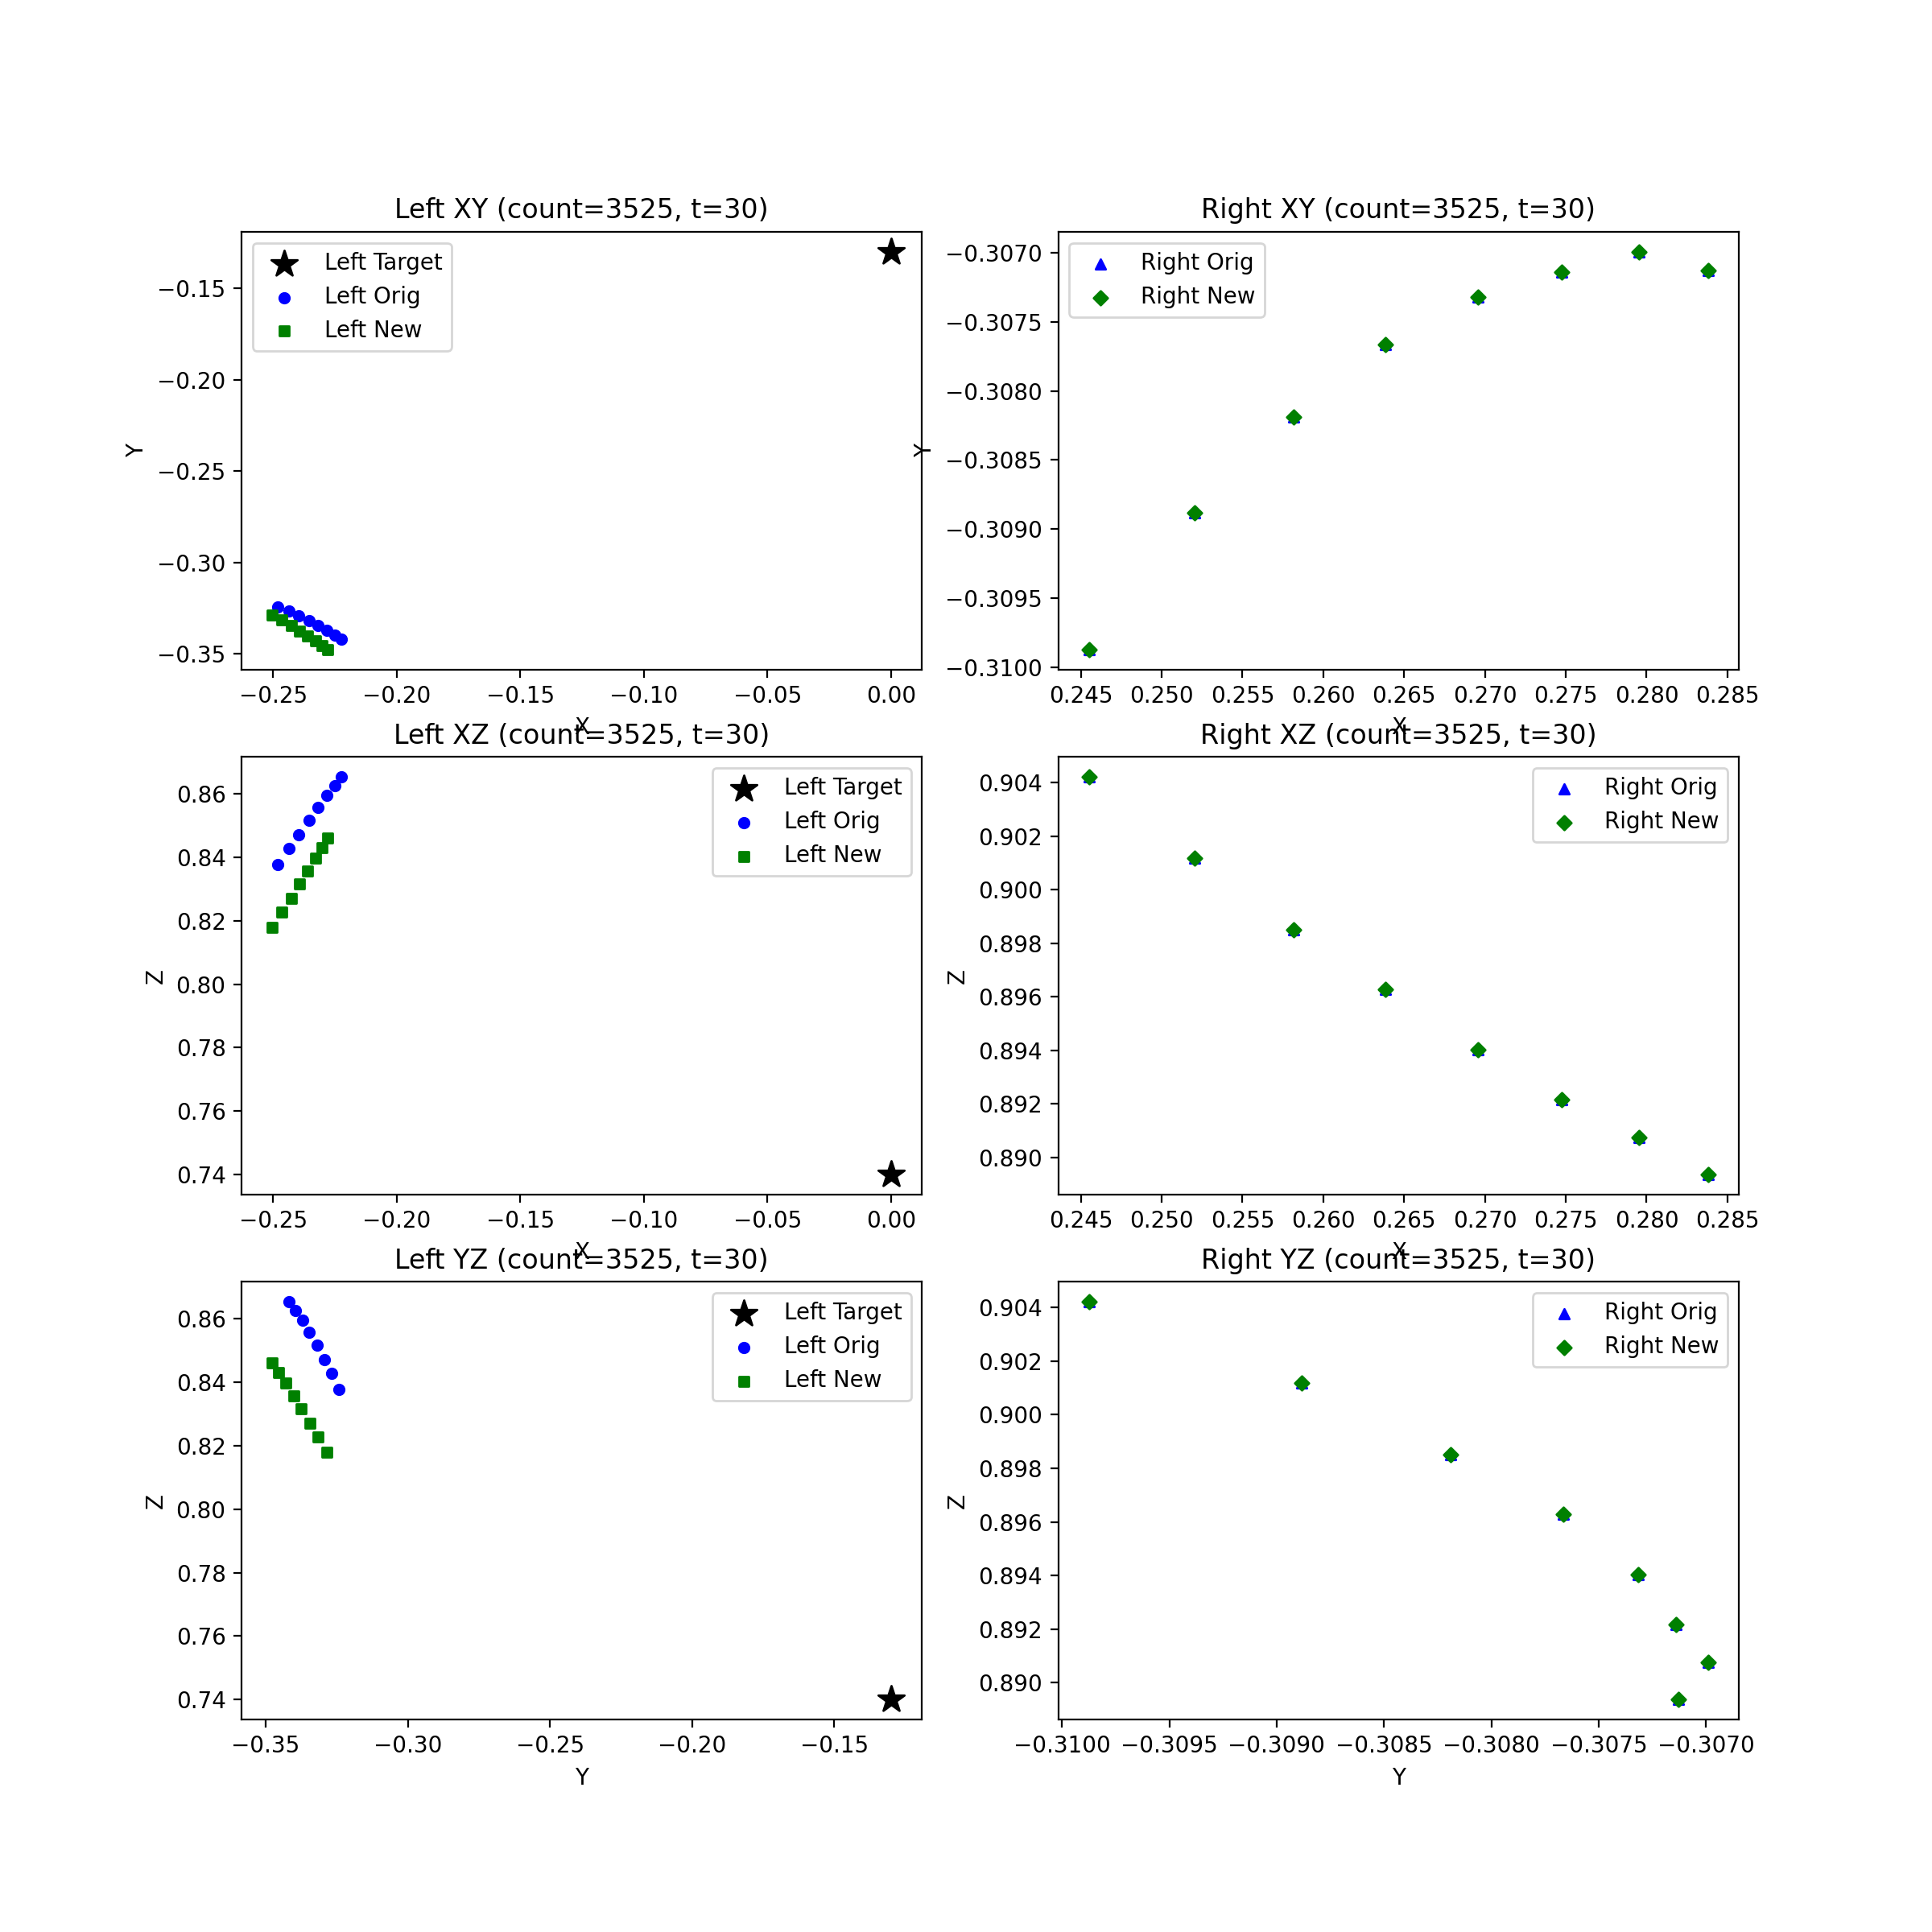 Left XY (count=3525, t=30)
Left Target
Left Orig
Left New
−0.15
−0.20
−0.25
−0.30
−0.35
Y
−0.25 −0.20 −0.15 −0.10 −0.05 0.00
X
Right XY (count=3525, t=30)
Right Orig
Right New
−0.3070
−0.3075
−0.3080
−0.3085
−0.3090
−0.3095
−0.3100
Y
0.245 0.250 0.255 0.260 0.265 0.270 0.275 0.280 0.285
X
Left XZ (count=3525, t=30)
Left Target
Left Orig
Left New
0.86
0.84
0.82
0.80
0.78
0.76
0.74
Z
−0.25 −0.20 −0.15 −0.10 −0.05 0.00
X
Right XZ (count=3525, t=30)
Right Orig
Right New
0.904
0.902
0.900
0.898
0.896
0.894
0.892
0.890
Z
0.245 0.250 0.255 0.260 0.265 0.270 0.275 0.280 0.285
X
Left YZ (count=3525, t=30)
Left Target
Left Orig
Left New
0.86
0.84
0.82
0.80
0.78
0.76
0.74
Z
−0.35 −0.30 −0.25 −0.20 −0.15
Y
Right YZ (count=3525, t=30)
Right Orig
Right New
0.904
0.902
0.900
0.898
0.896
0.894
0.892
0.890
Z
−0.3100 −0.3095 −0.3090 −0.3085 −0.3080 −0.3075 −0.3070
Y